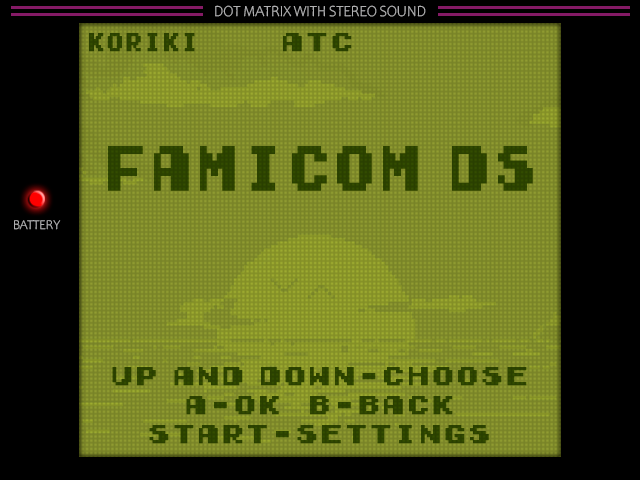 DOT MATRIX WITH STEREO SOUND
KORIKI ATC
FAMICOM DS
BATTERY
UP AND DOWN-CHOOSE
A-OK B-BACK
START-SETTINGS